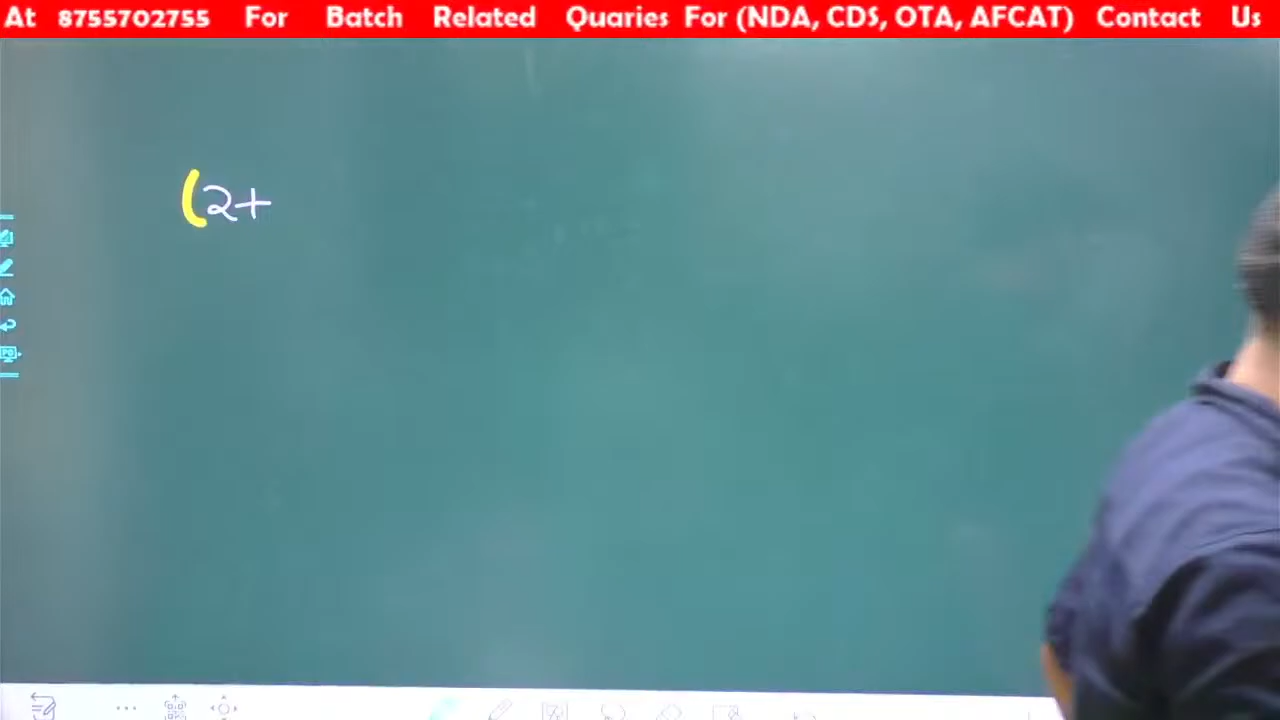 At 8755702755 For Batch Related Quaries For (NDA, CDS, OTA, AFCAT) Contact Us
(2+